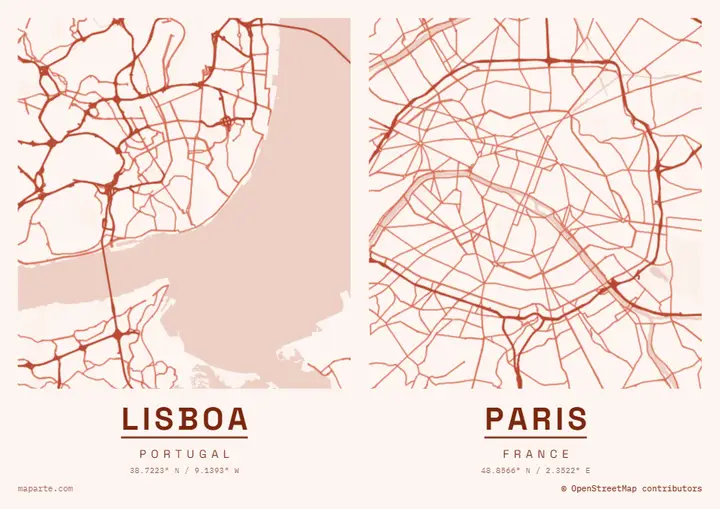 LISBOA
PORTUGAL
38.7223° N / 9.1393° W
PARIS
FRANCE
48.8566° N / 2.3522° E
maparte.com
© OpenStreetMap contributors